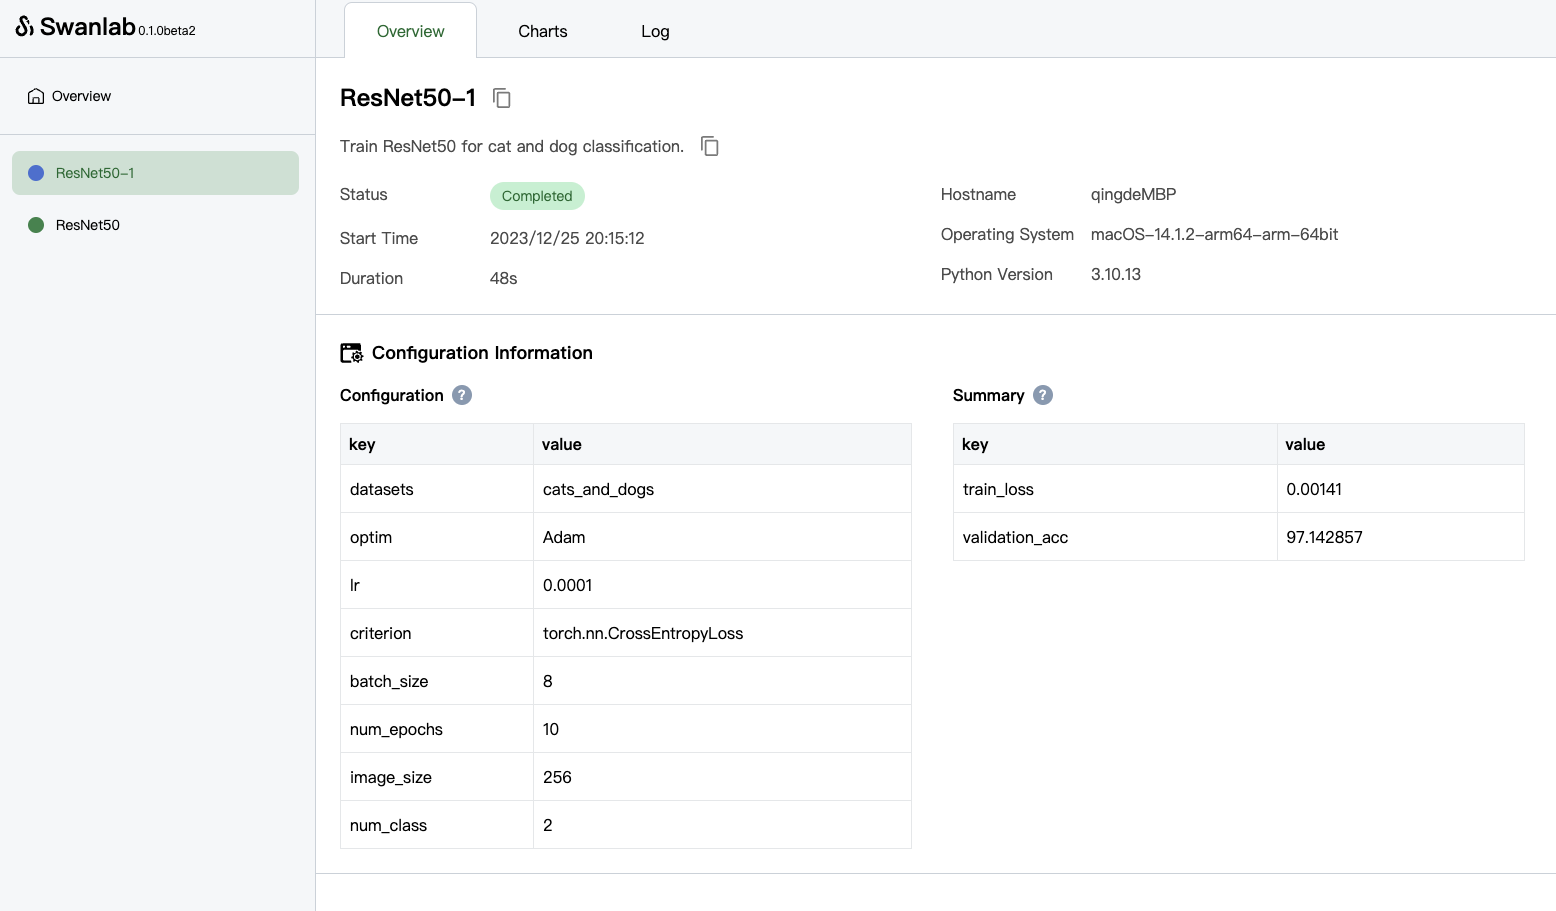 Swanlab 0.1.0beta2
Overview
ResNet50-1
ResNet50
Overview Charts Log
ResNet50-1
Train ResNet50 for cat and dog classification.
Status Completed
Start Time 2023/12/25 20:15:12
Duration 48s
Hostname qingdeMBP
Operating System macOS-14.1.2-arm64-arm-64bit
Python Version 3.10.13
Configuration Information
Configuration ?
key value
datasets cats_and_dogs
optim Adam
lr 0.0001
criterion torch.nn.CrossEntropyLoss
batch_size 8
num_epochs 10
image_size 256
num_class 2
Summary ?
key value
train_loss 0.00141
validation_acc 97.142857